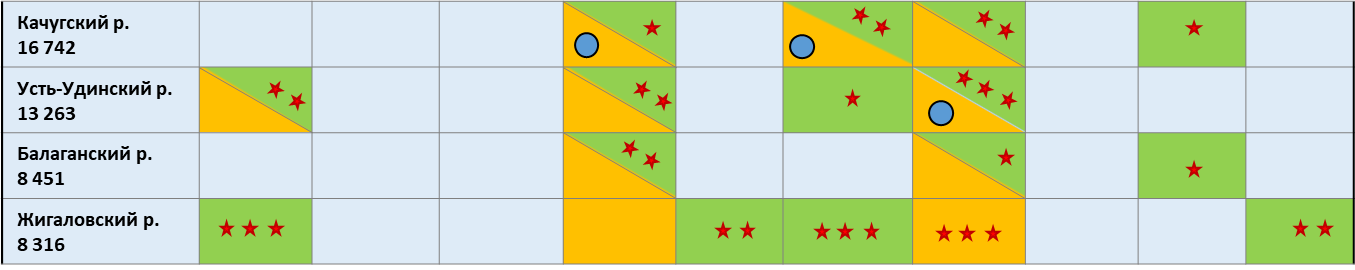 Качугский р.
16 742
Усть-Удинский р.
13 263
Балаганский р.
8 451
Жигаловский р.
8 316